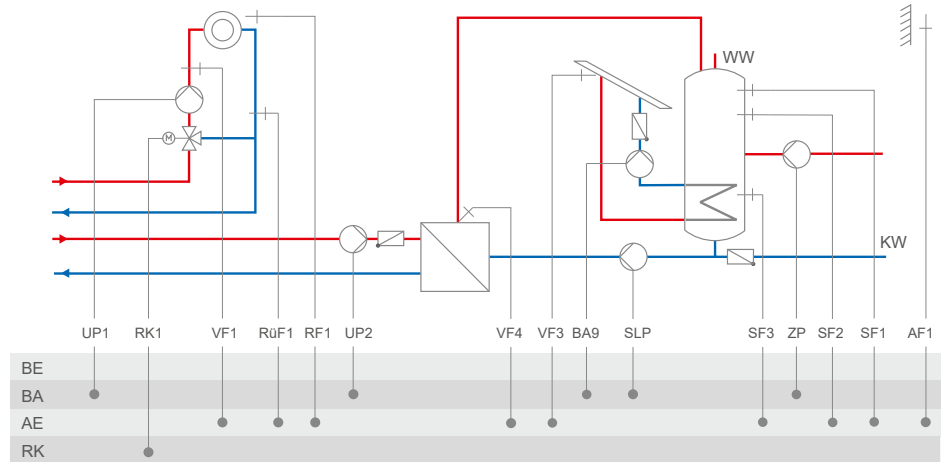 WW
M
KW
UP1 RK1 VF1 RüF1 RF1 UP2 VF4 VF3 BA9 SLP SF3 ZP SF2 SF1 AF1
BE
BA
AE
RK